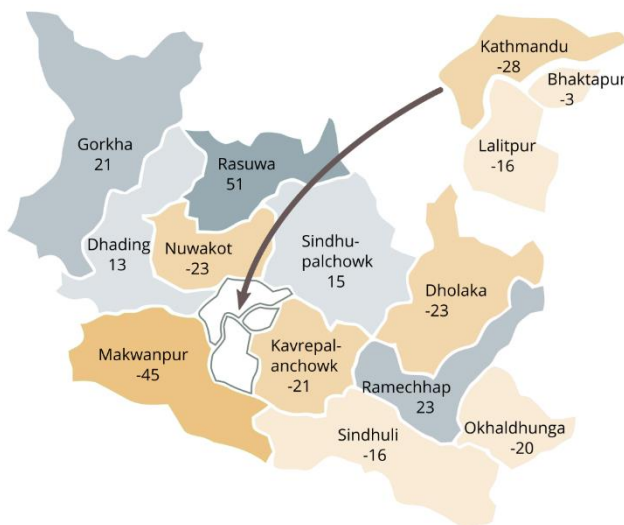 Kathmandu
-28
Bhaktapur
-3
Lalitpur
-16
Gorkha
21
Rasuwa
51
Dhading
13
Nuwakot
-23
Sindhu-
palchowk
15
Dholaka
-23
Makwanpur
-45
Kavrepal-
anchowk
-21
Ramechhap
23
Sindhuli
-16
Okhaldhunga
-20